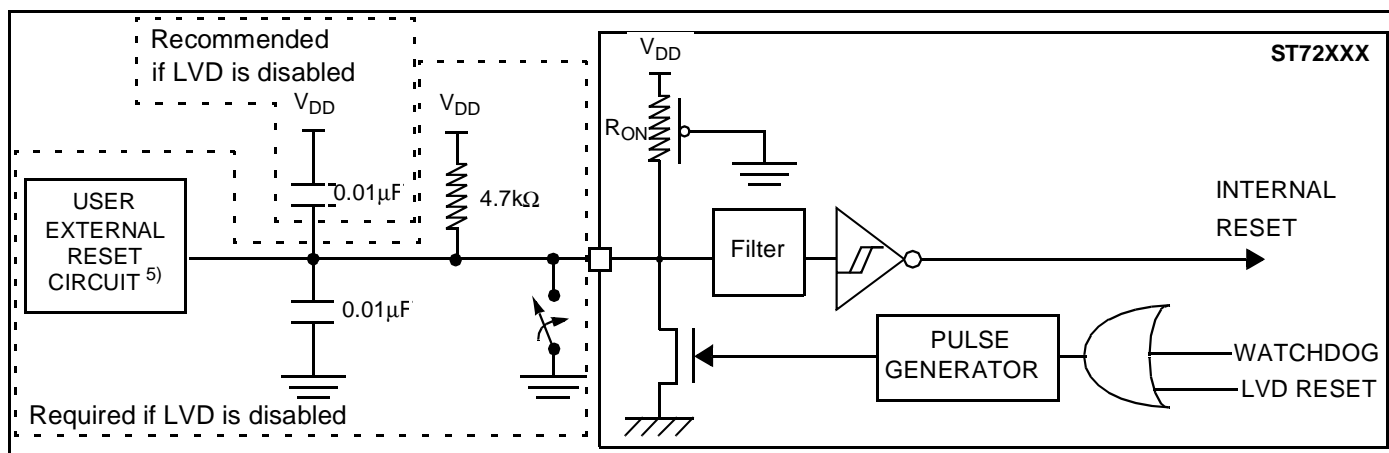 Recommended
if LVD is disabled
VDD
0.01μF
VDD
4.7kΩ
USER
EXTERNAL
RESET
CIRCUIT 5)
0.01μF
Required if LVD is disabled
ST72XXX
VDD
RON
Filter
INTERNAL
RESET
PULSE
GENERATOR
WATCHDOG
LVD RESET